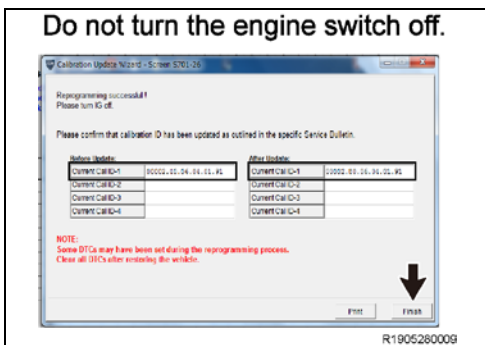 Do not turn the engine switch off.
Calibration Update Wizard - Screen S701-26
Reprogramming successful!
Please turn IG off.
Please confirm that calibration ID has been updated as outlined in the specific Service Bulletin.
Before Update: After Update:
Current Cal ID-1 Current Cal ID-1
Current Cal ID-2 Current Cal ID-2
Current Cal ID-3 Current Cal ID-3
Current Cal ID-4 Current Cal ID-4
NOTE:
Some DTCs may have been set during the reprogramming process.
Clear all DTCs after restoring the vehicle.
Print Finish
R1905280009